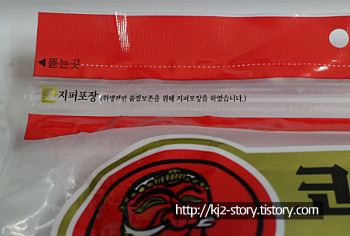 ◀뜯는곳
지퍼포장 (위생적인 품질보존을 위해 지퍼포장을 하였습니다.)
http://kj2-story.tistory.com/